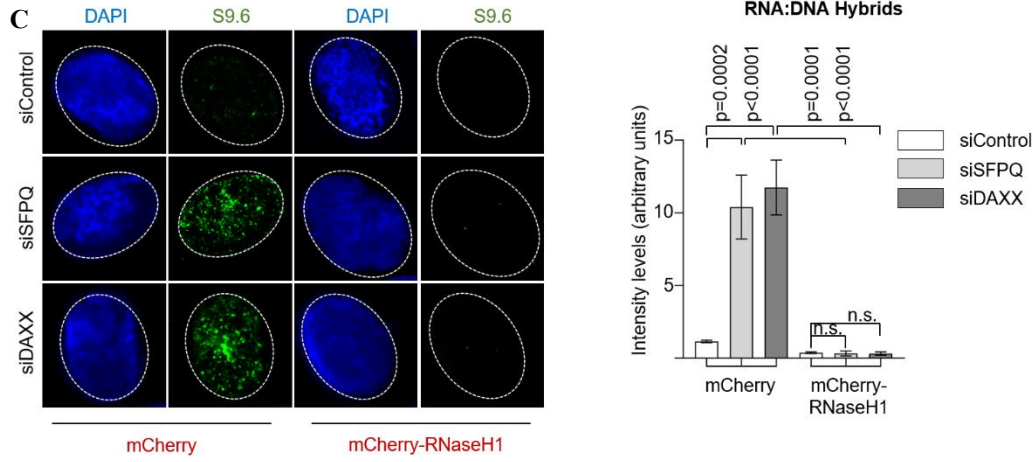 C
DAPI S9.6 DAPI S9.6
siControl
siSFPQ
siDAXX
mCherry mCherry-RNaseH1
RNA:DNA Hybrids
p=0.0002 p<0.0001 p=0.0001 p<0.0001
Intensity levels (arbitrary units)
15
10
5
n.s.
n.s.
mCherry mCherry-
RNaseH1
siControl
siSFPQ
siDAXX